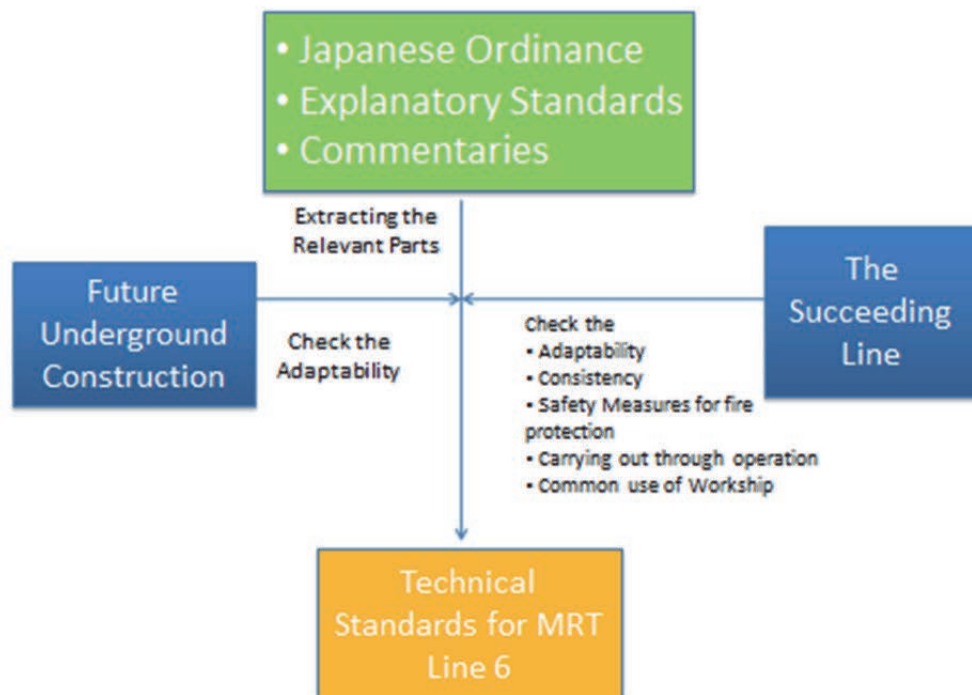 • Japanese Ordinance
• Explanatory Standards
• Commentaries
Extracting the
Relevant Parts
Future
Underground
Construction
Check the
Adaptability
The
Succeeding
Line
Check the
• Adaptability
• Consistency
• Safety Measures for fire
protection
• Carrying out through operation
• Common use of Workship
Technical
Standards for MRT
Line 6